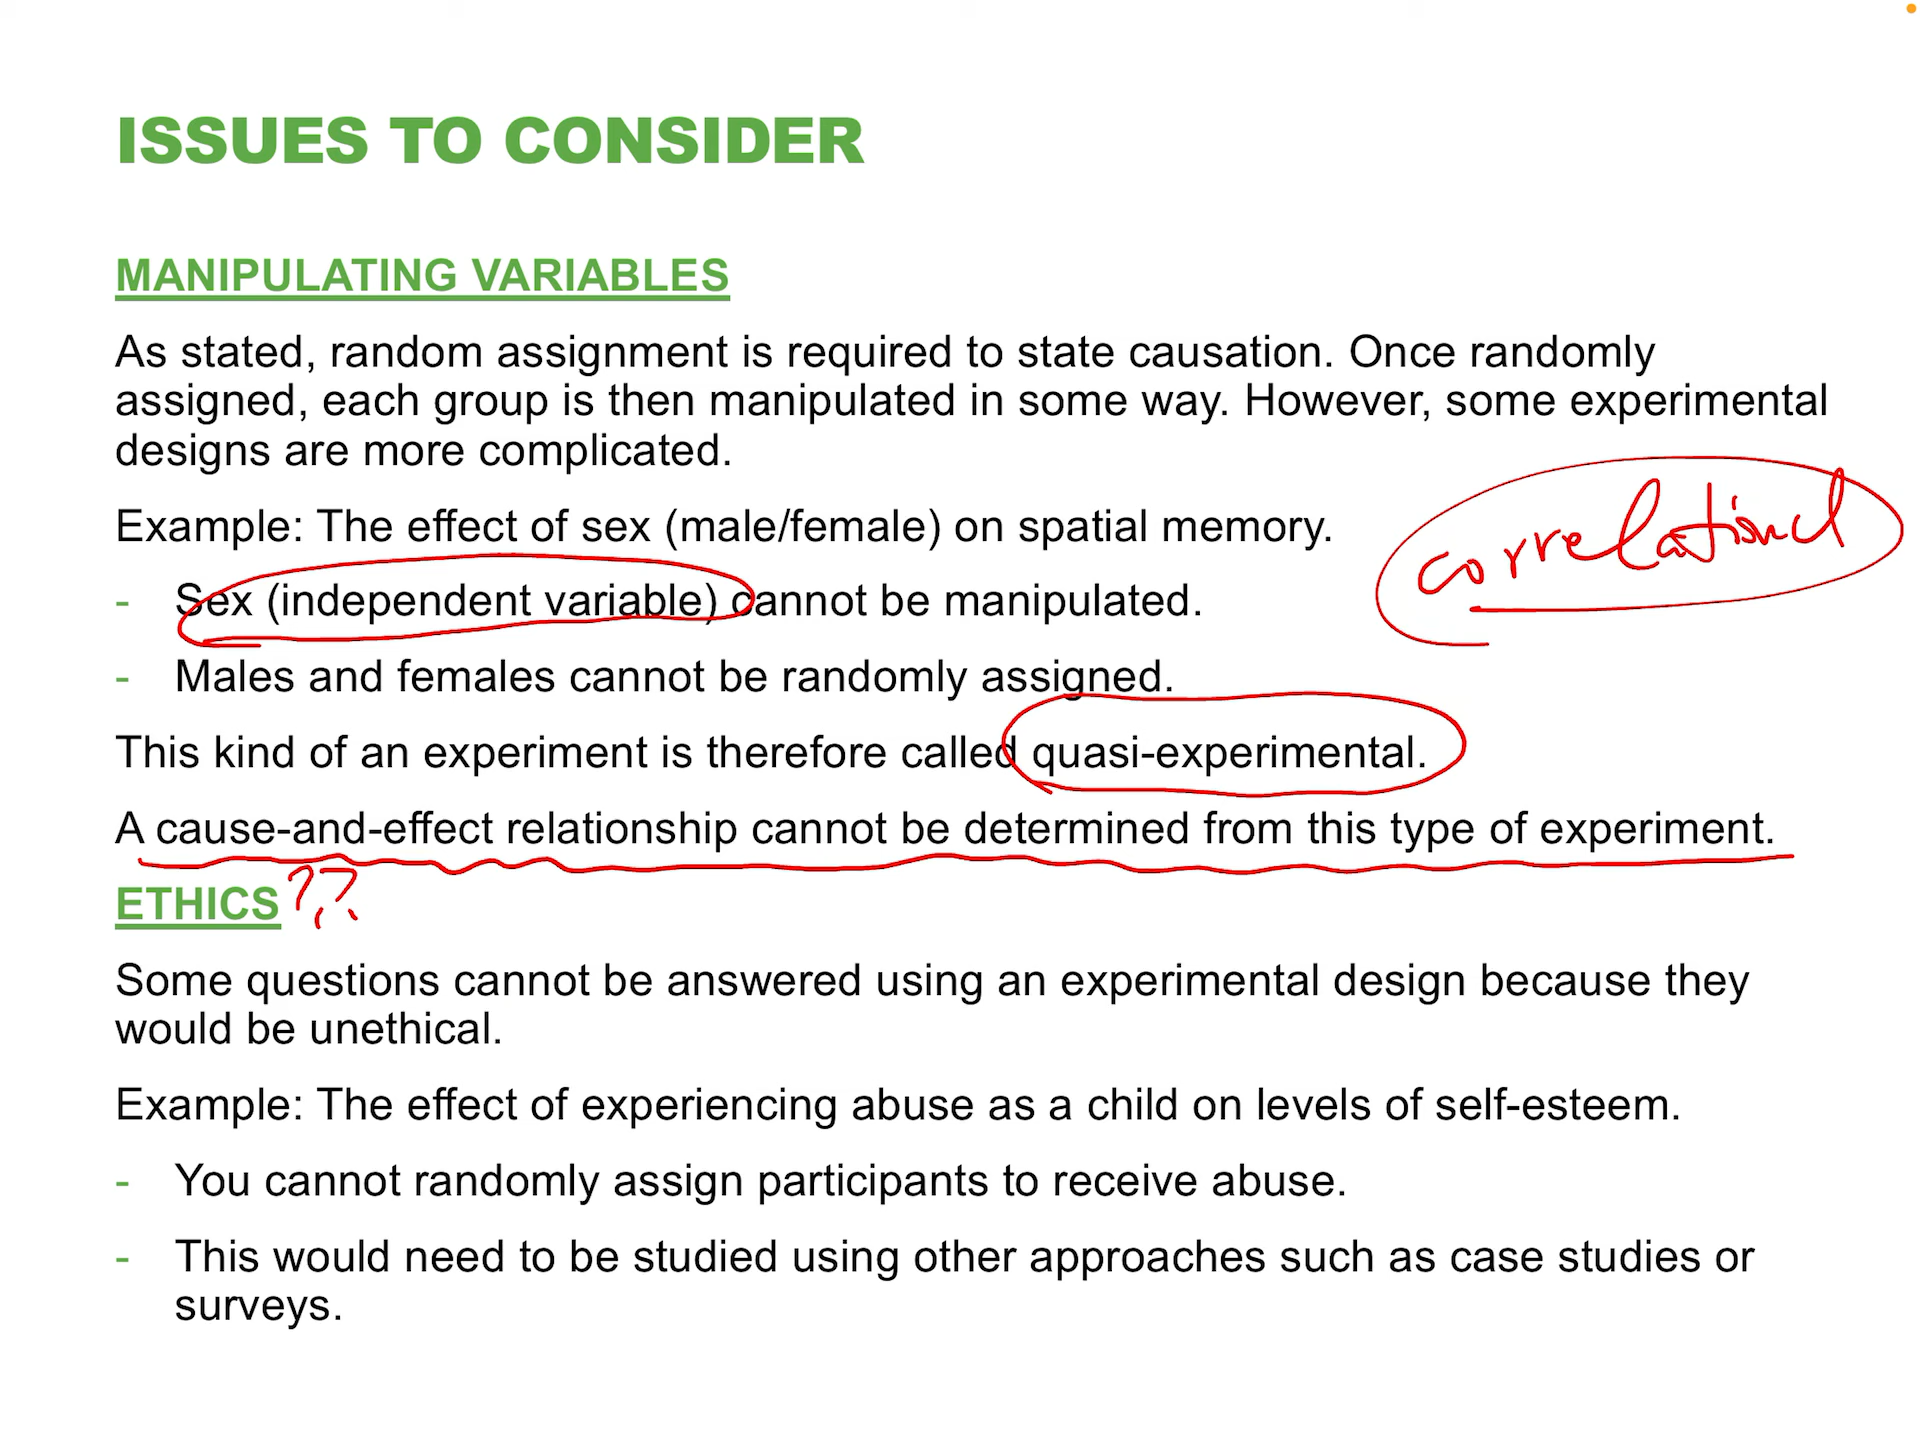 ISSUES TO CONSIDER
MANIPULATING VARIABLES
As stated, random assignment is required to state causation. Once randomly
assigned, each group is then manipulated in some way. However, some experimental
designs are more complicated.
Example: The effect of sex (male/female) on spatial memory.
correlational
- Sex (independent variable) cannot be manipulated.
- Males and females cannot be randomly assigned.
This kind of an experiment is therefore called quasi-experimental.
A cause-and-effect relationship cannot be determined from this type of experiment.
ETHICS ??
Some questions cannot be answered using an experimental design because they
would be unethical.
Example: The effect of experiencing abuse as a child on levels of self-esteem.
- You cannot randomly assign participants to receive abuse.
- This would need to be studied using other approaches such as case studies or
surveys.